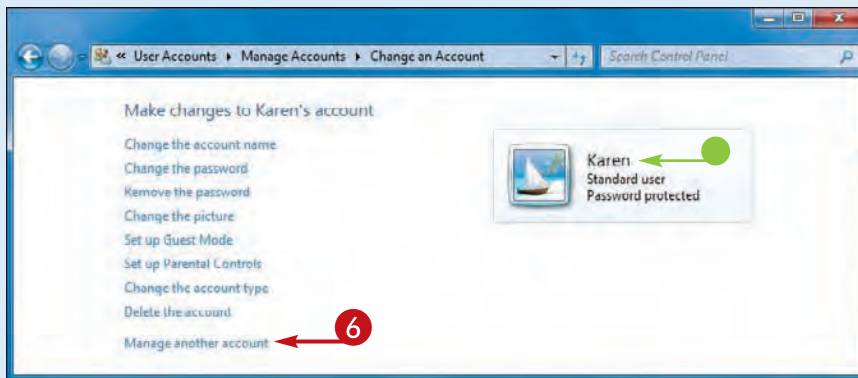 « User Accounts ▸ Manage Accounts ▸ Change an Account
Search Control Panel
Make changes to Karen's account
Change the account name
Change the password
Remove the password
Change the picture
Set up Guest Mode
Set up Parental Controls
Change the account type
Delete the account
Manage another account
6
Karen
Standard user
Password protected